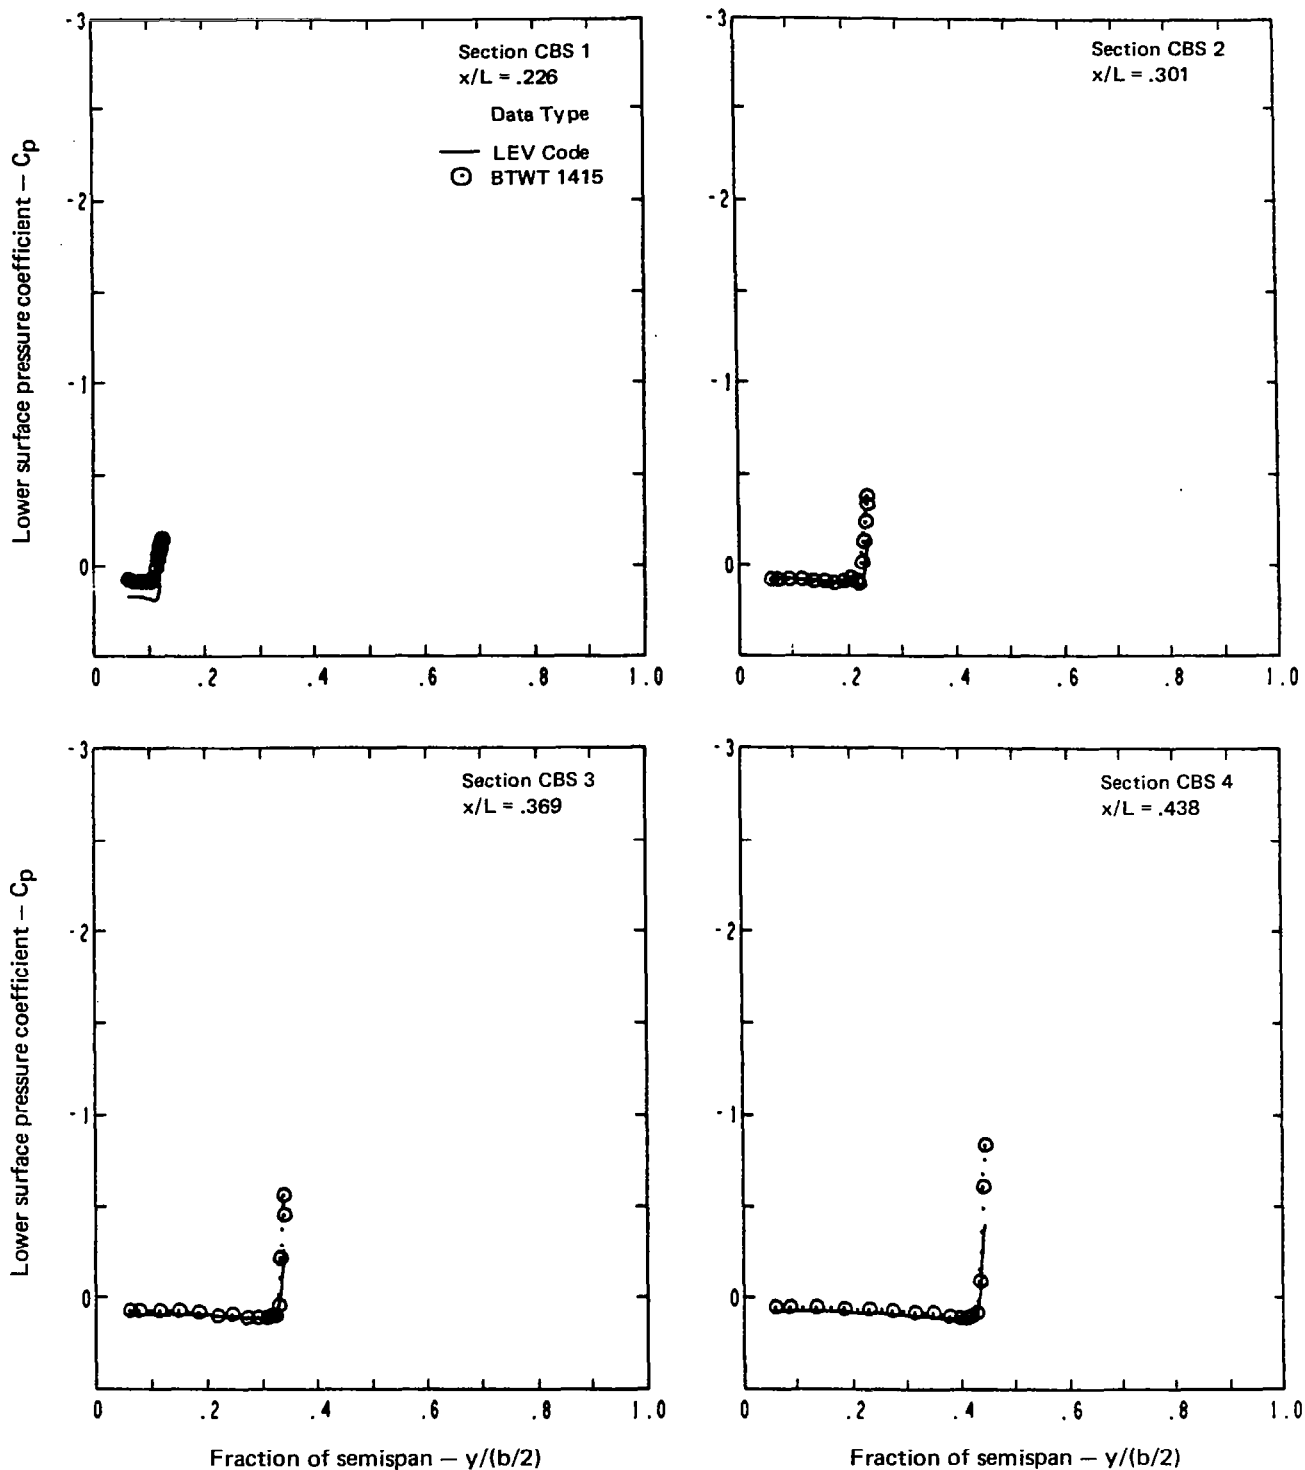 -3
-2
-1
0
0 .2 .4 .6 .8 1.0
Lower surface pressure coefficient — Cp
Section CBS 1
x/L = .226
Data Type
LEV Code
BTWT 1415
-3
-2
-1
0
0 .2 .4 .6 .8 1.0
Section CBS 2
x/L = .301
-3
-2
-1
0
0 .2 .4 .6 .8 1.0
Lower surface pressure coefficient — Cp
Section CBS 3
x/L = .369
Fraction of semispan — y/(b/2)
-3
-2
-1
0
0 .2 .4 .6 .8 1.0
Section CBS 4
x/L = .438
Fraction of semispan — y/(b/2)